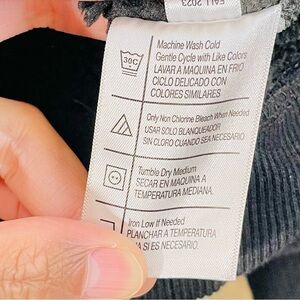 FALL 2023
30C
Machine Wash Cold
Gentle Cycle with Like Colors
LAVAR A MAQUINA EN FRIO
CICLO DELICADO CON
COLORES SIMILARES
Only Non Chlorine Bleach When Needed
USAR SOLO BLANQUEADOR
SIN CLORO CUANDO SEA NECESARIO
Tumble Dry Medium
SECAR EN MAQUINA A
TEMPERATURA MEDIANA.
Iron Low If Needed
PLANCHAR A TEMPERATURA
SI ES NECESARIO.